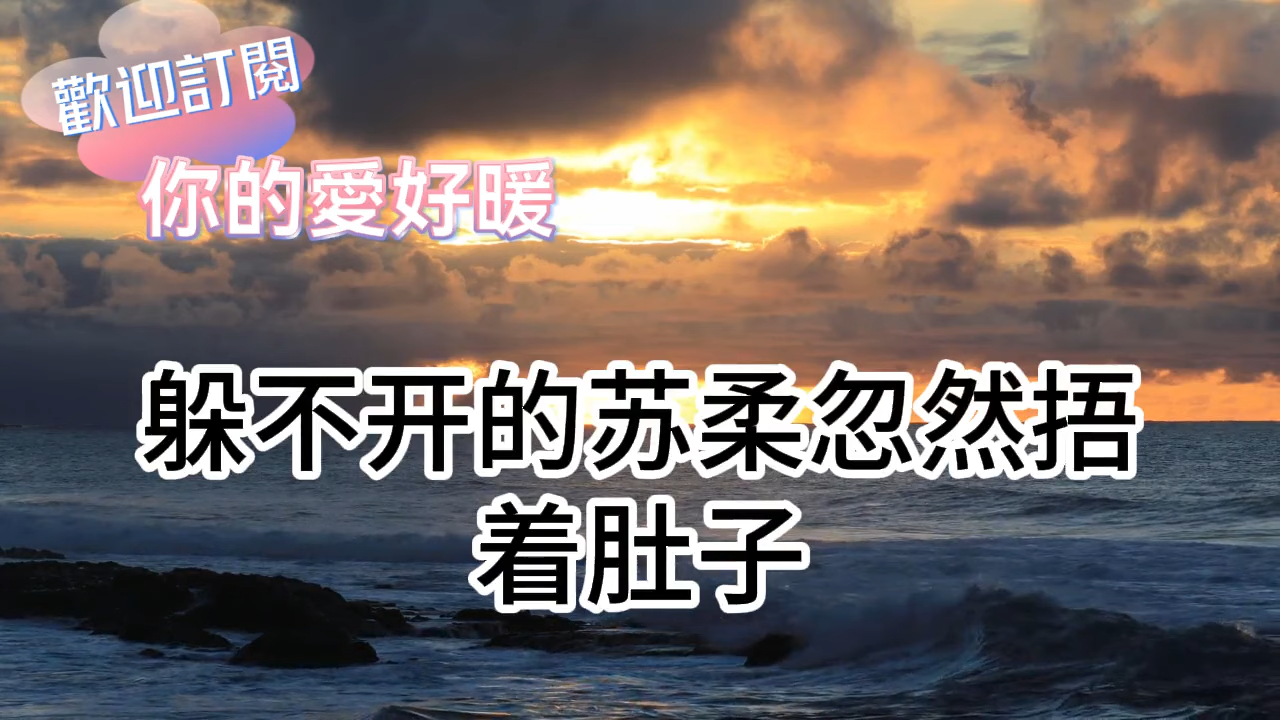 歡迎訂閱
你的愛好暖
躲不开的苏柔忽然捂
着肚子